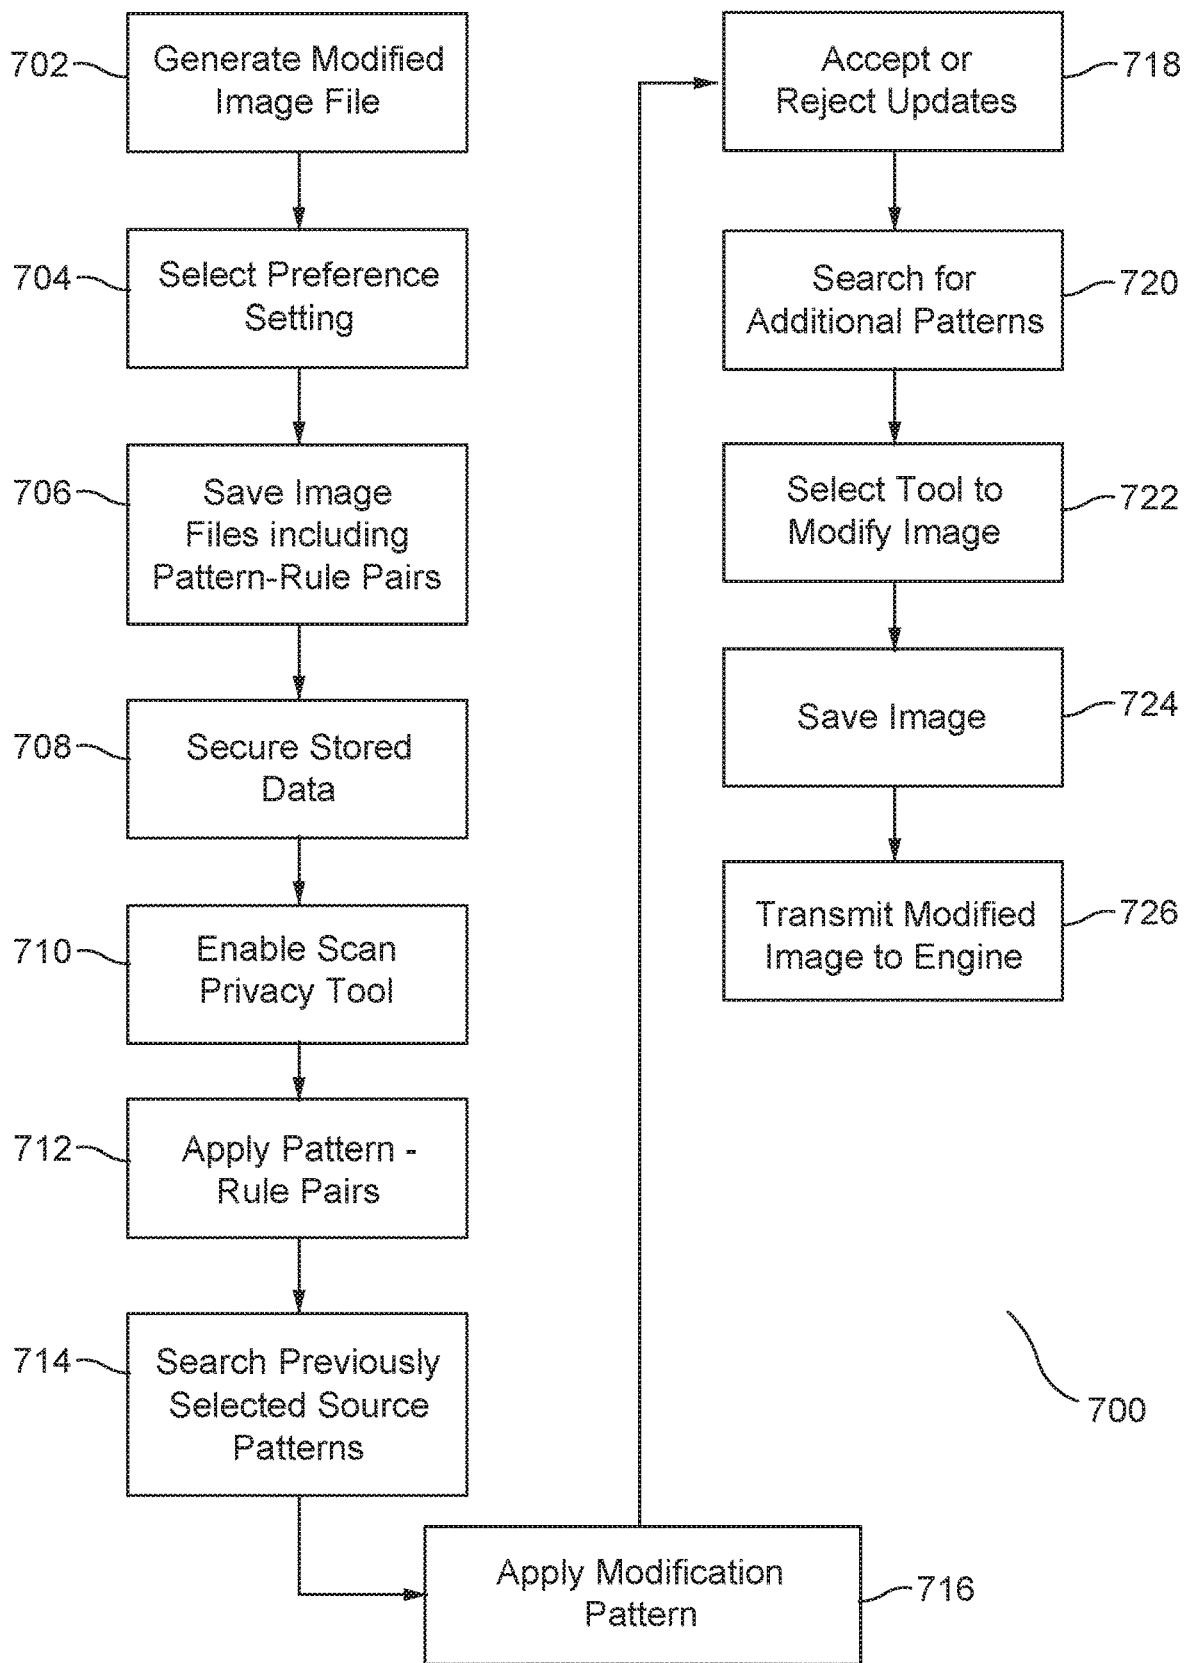 702
Generate Modified
Image File
704
Select Preference
Setting
706
Save Image
Files including
Pattern-Rule Pairs
708
Secure Stored
Data
710
Enable Scan
Privacy Tool
712
Apply Pattern -
Rule Pairs
714
Search Previously
Selected Source
Patterns
Apply Modification
Pattern
716
Accept or
Reject Updates
718
Search for
Additional Patterns
720
Select Tool to
Modify Image
722
Save Image
724
Transmit Modified
Image to Engine
726
700